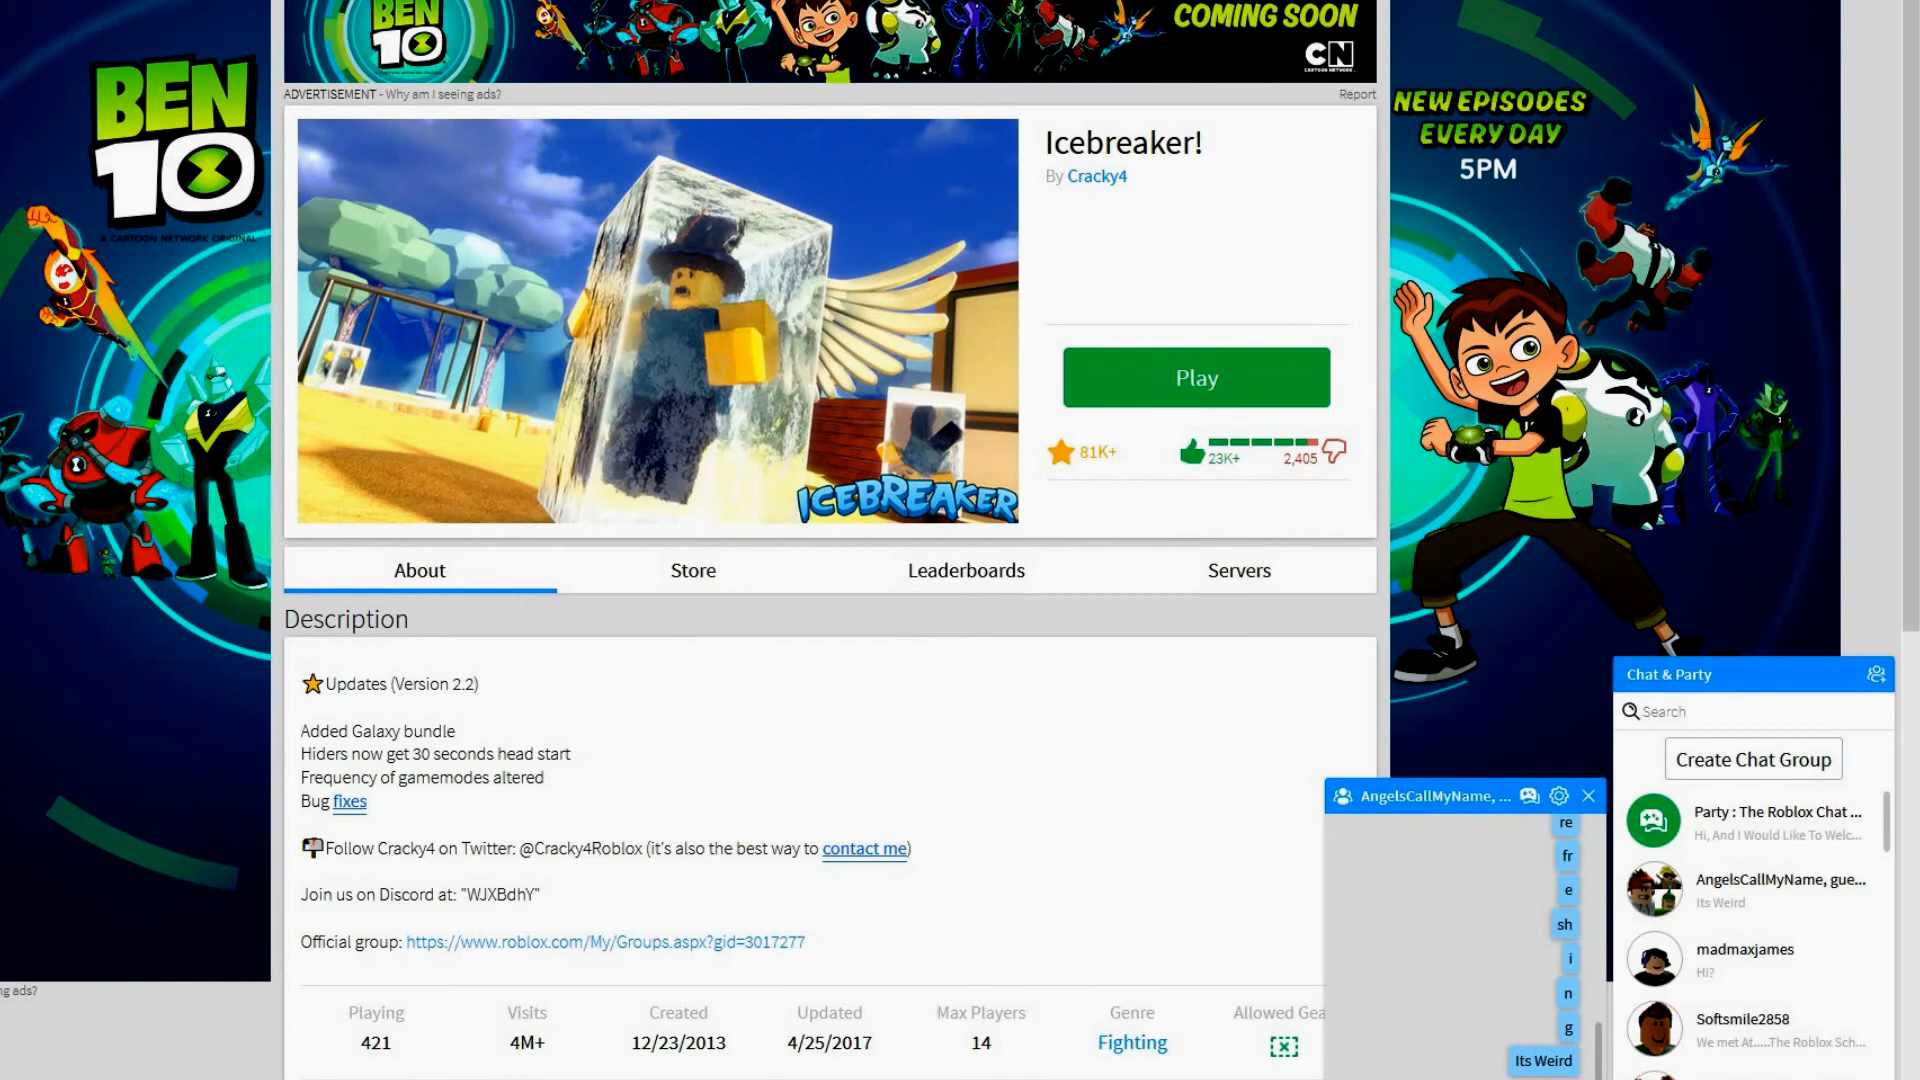 BEN
10
COMING SOON
CN
CARTOON NETWORK
ADVERTISEMENT - Why am I seeing ads?
Report
BEN
10
A CARTOON NETWORK ORIGINAL
NEW EPISODES
EVERY DAY
5PM
Icebreaker!
By Cracky4
Play
81K+
23K+
2,405
ICEBREAKER
About
Store
Leaderboards
Servers
Description
Updates (Version 2.2)
Added Galaxy bundle
Hiders now get 30 seconds head start
Frequency of gamemodes altered
Bug fixes
Follow Cracky4 on Twitter: @Cracky4Roblox (it's also the best way to contact me)
Join us on Discord at: "WJXBdhY"
Official group: https://www.roblox.com/My/Groups.aspx?gid=3017277
Playing
Visits
Created
Updated
Max Players
Genre
Allowed Gea
421
4M+
12/23/2013
4/25/2017
14
Fighting
ng ads?
AngelsCallMyName, ...
re
fr
e
sh
i
n
g
Its Weird
Chat & Party
Search
Create Chat Group
Party : The Roblox Chat ...
Hi, And I Would Like To Welc...
AngelsCallMyName, gue...
Its Weird
madmaxjames
Hi?
Softsmile2858
We met At.....The Roblox Sch...